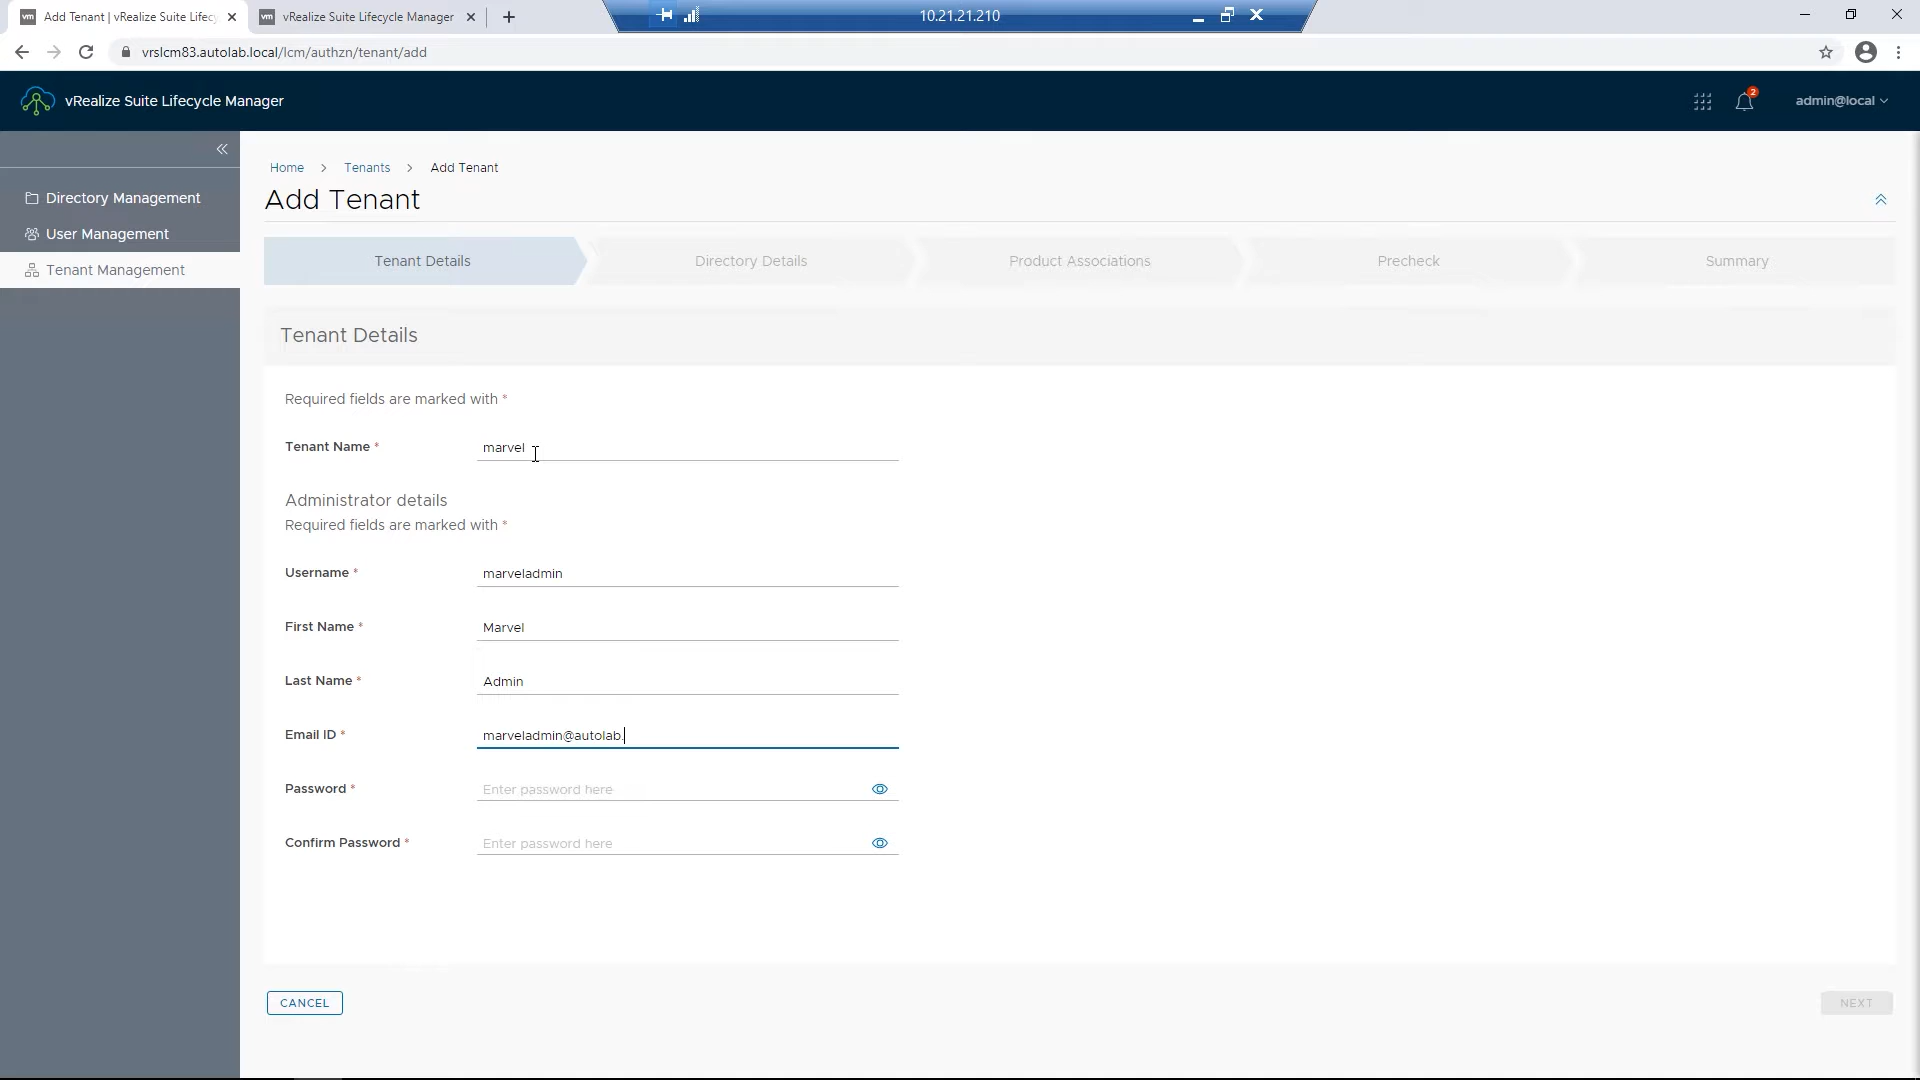 vm Add Tenant | vRealize Suite Lifec
vm vRealize Suite Lifecycle Manager
10.21.21.210
vrslcm83.autolab.local/lcm/authzn/tenant/add
vRealize Suite Lifecycle Manager
2
admin@local
Directory Management
User Management
Tenant Management
Home > Tenants > Add Tenant
Add Tenant
Tenant Details
Directory Details
Product Associations
Precheck
Summary
Tenant Details
Required fields are marked with *
Tenant Name * marvel
Administrator details
Required fields are marked with *
Username * marveladmin
First Name * Marvel
Last Name * Admin
Email ID * marveladmin@autolab.
Password * Enter password here
Confirm Password * Enter password here
CANCEL
NEXT